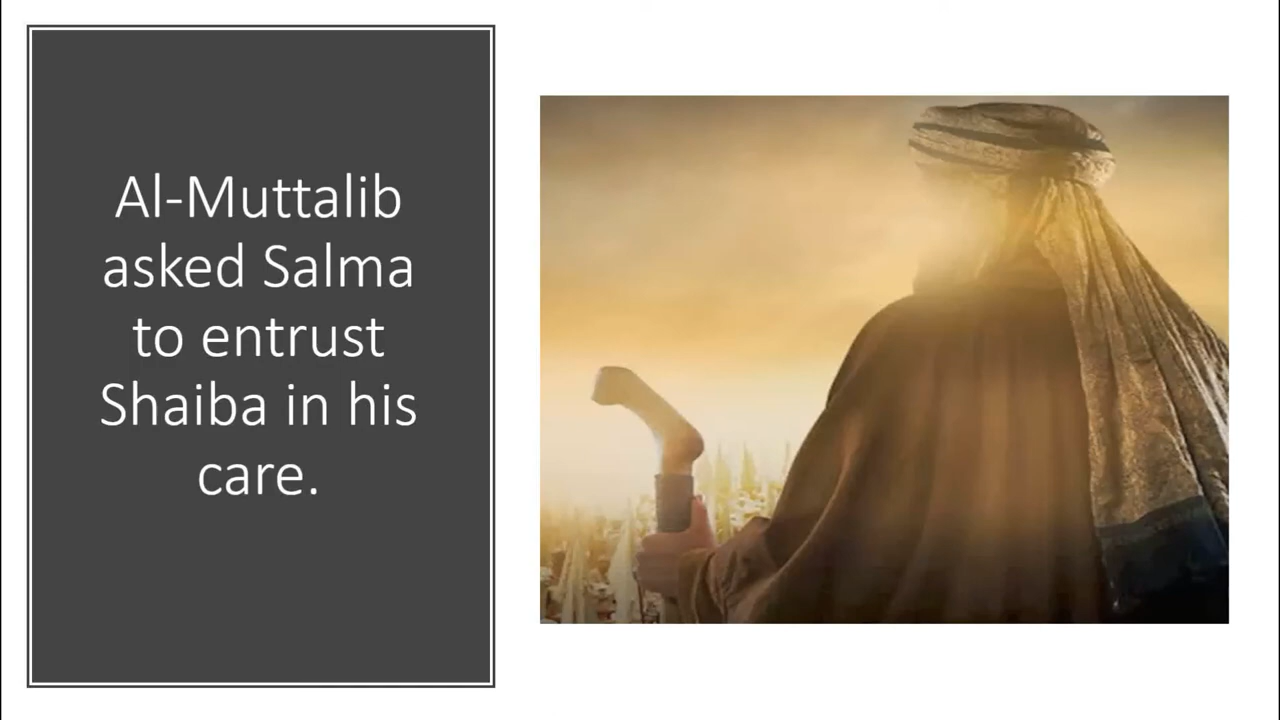 Al-Muttalib
asked Salma
to entrust
Shaiba in his
care.